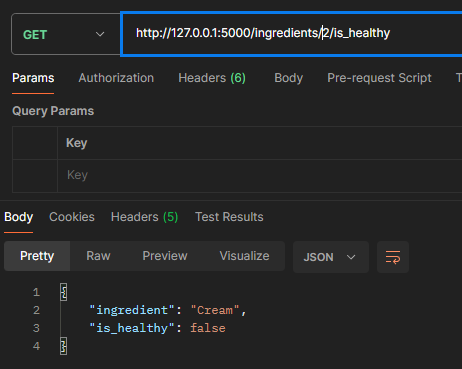 GET http://127.0.0.1:5000/ingredients/2/is_healthy
Params Authorization Headers (6) Body Pre-request Script T
Query Params
Key
Key
Body Cookies Headers (5) Test Results
Pretty Raw Preview Visualize JSON
1 {
2 "ingredient": "Cream",
3 "is_healthy": false
4 }